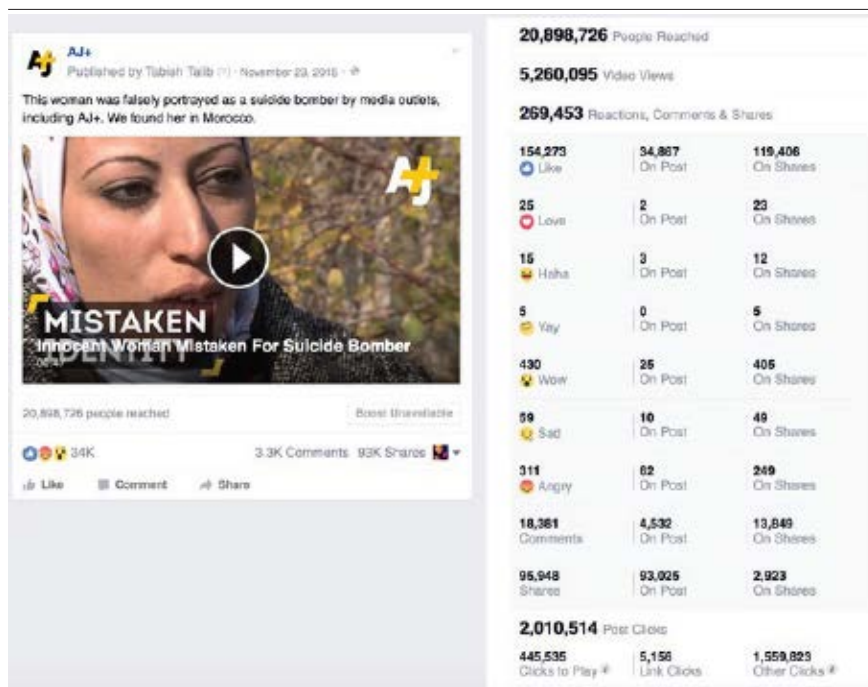 AJ+
Published by Tabish Talib · November 23, 2015 ·
This woman was falsely portrayed as a suicide bomber by media outlets,
including AJ+. We found her in Morocco.
AJ+
MISTAKEN
IDENTITY
Innocent Woman Mistaken For Suicide Bomber
20,898,726 people reached
Boost Unavailable
34K
3.3K Comments 93K Shares
Like Comment Share
20,898,726 People Reached
5,260,095 Video Views
269,453 Reactions, Comments & Shares
154,273 34,867 119,406
Like On Post On Shares
25 2 23
Love On Post On Shares
15 3 12
Haha On Post On Shares
5 0 5
Yay On Post On Shares
430 25 405
Wow On Post On Shares
59 10 49
Sad On Post On Shares
311 62 249
Angry On Post On Shares
18,381 4,532 13,849
Comments On Post On Shares
95,948 93,025 2,923
Shares On Post On Shares
2,010,514 Post Clicks
445,535 5,156 1,559,823
Clicks to Play Link Clicks Other Clicks